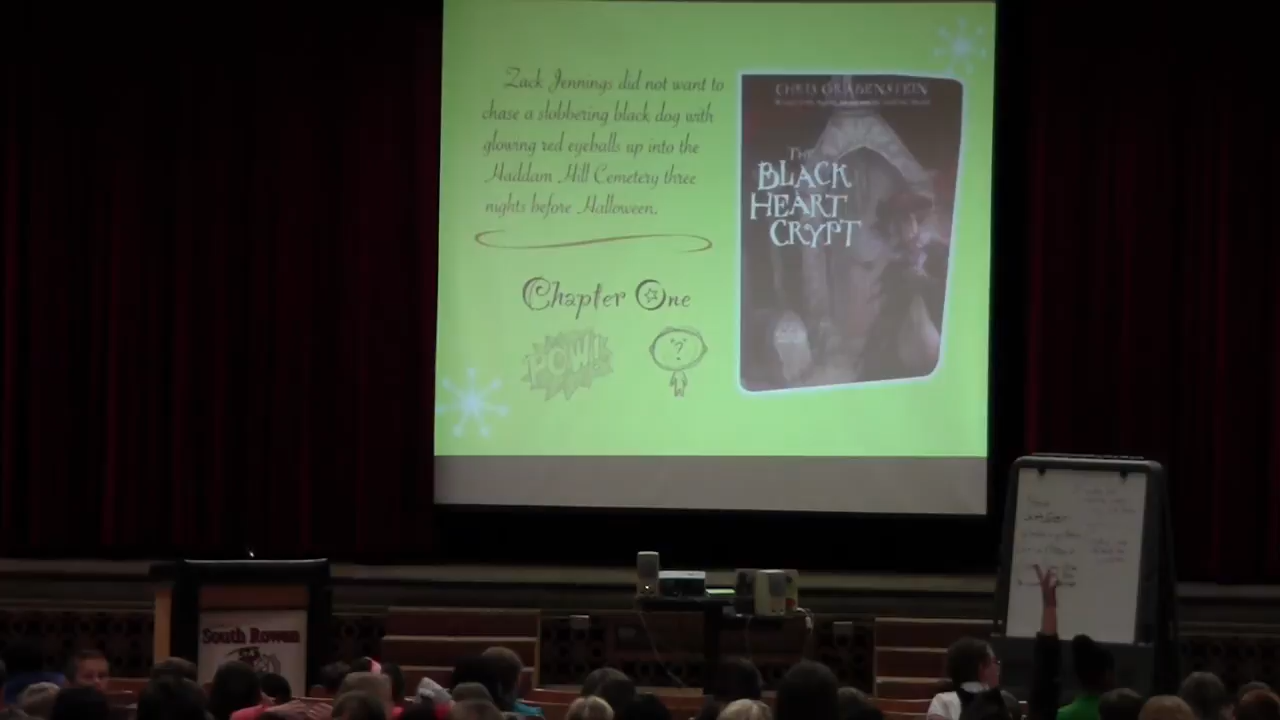 Zack Jennings did not want to
chase a slobbering black dog with
glowing red eyeballs up into the
Haddam Hill Cemetery three
nights before Halloween.
Chapter One
POW!
?
CHRIS GRABENSTEIN
THE
BLACK
HEART
CRYPT
South Rowan